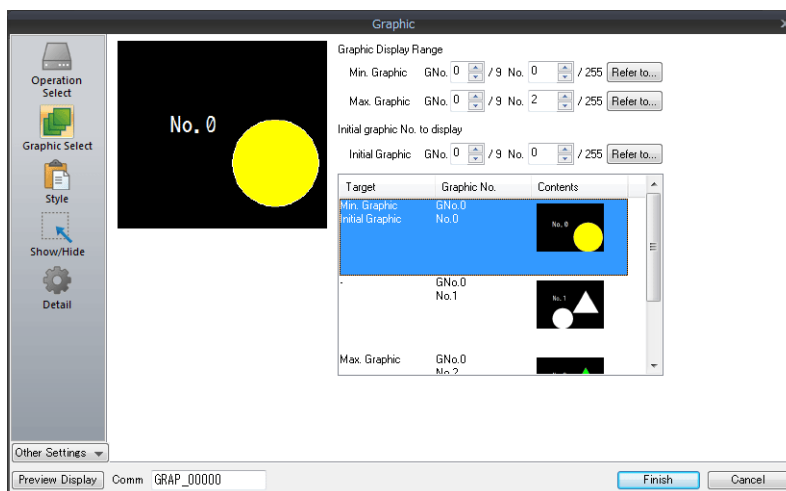 Graphic
Operation
Select
Graphic Select
Style
Show/Hide
Detail
Other Settings
No. 0
Graphic Display Range
Min. Graphic GNo. 0 / 9 No. 0 / 255 Refer to...
Max. Graphic GNo. 0 / 9 No. 2 / 255 Refer to...
Initial graphic No. to display
Initial Graphic GNo. 0 / 9 No. 0 / 255 Refer to...
Target Graphic No. Contents
Min. Graphic GNo.0
Initial Graphic No.0
No. 0
- GNo.0
No.1
No. 1
Max. Graphic GNo.0
No.2
Preview Display Comm GRAP_00000 Finish Cancel